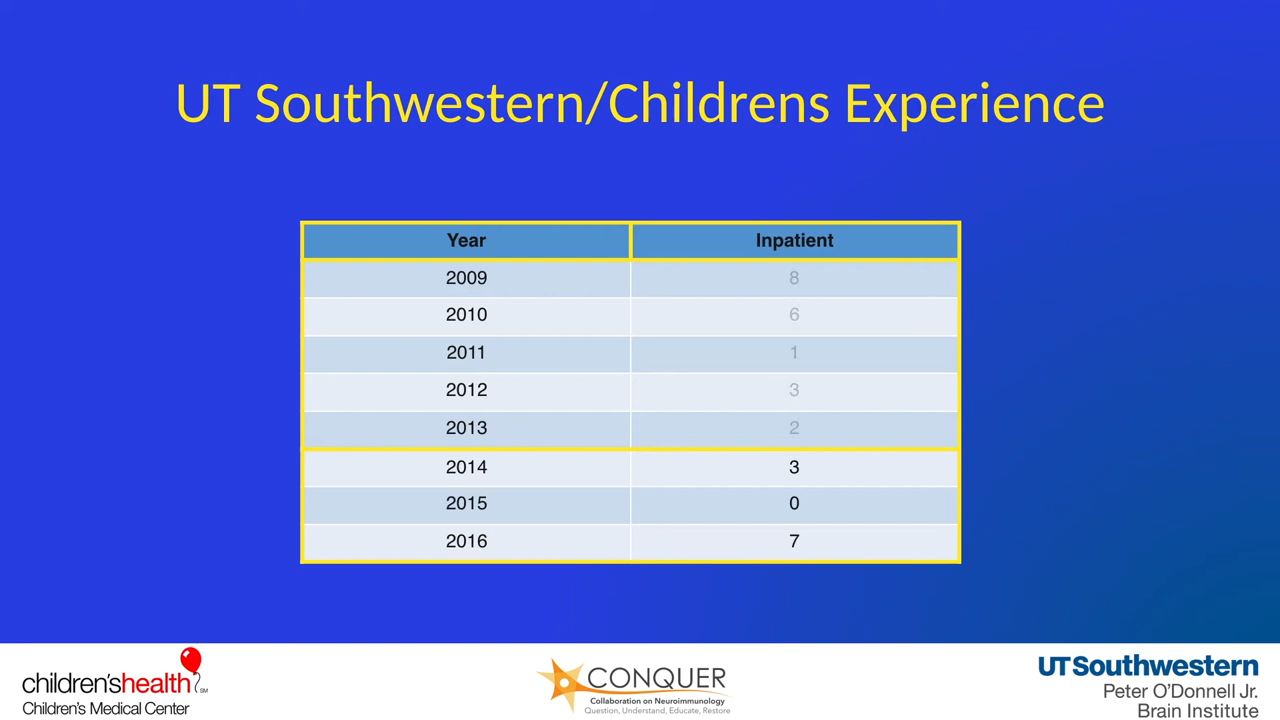 UT Southwestern/Childrens Experience
Year Inpatient
2009 8
2010 6
2011 1
2012 3
2013 2
2014 3
2015 0
2016 7
children'shealth SM
Children's Medical Center
CONQUER
Collaboration on Neuroimmunology
Question, Understand, Educate, Restore
UTSouthwestern
Peter O'Donnell Jr.
Brain Institute